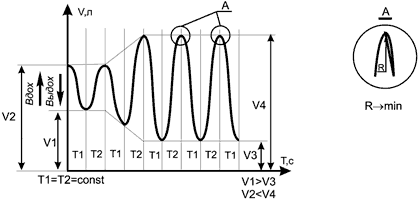 V,л
A
A
Вдох
Выдох
V2
V1
V4
V3
R
R→min
T1
T2
T1
T2
T1
T2
T1
T2
T1
T,с
T1=T2=const
V1>V3
V2<V4